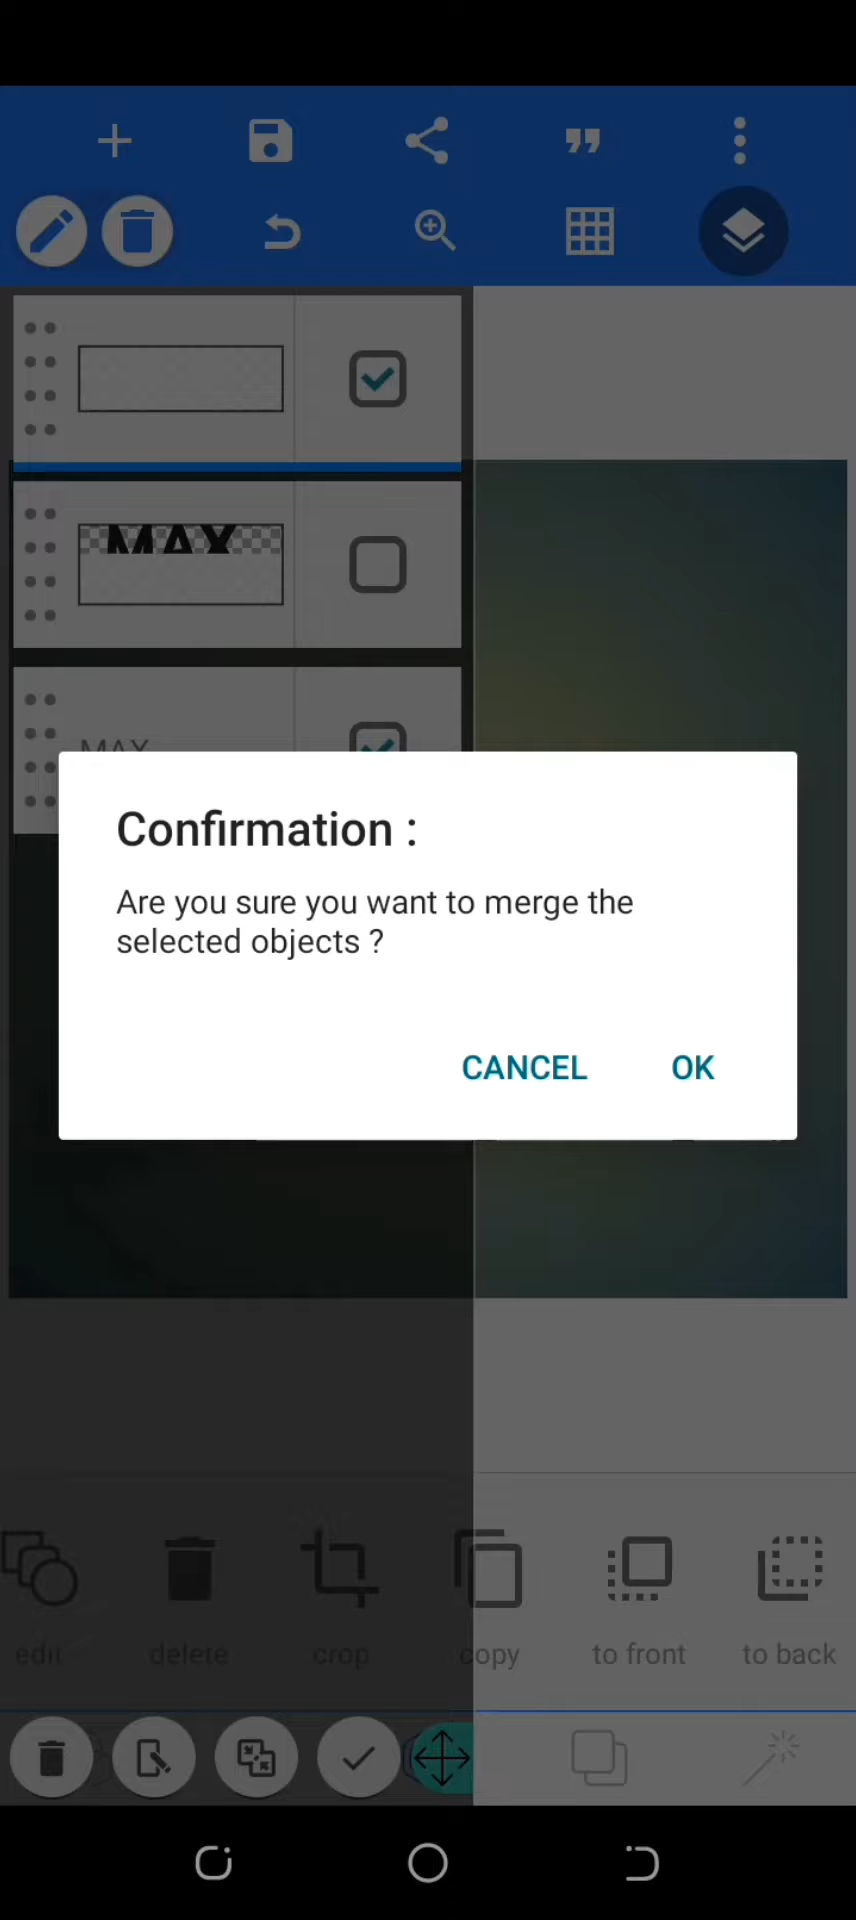 MAX
MAX
Confirmation :
Are you sure you want to merge the
selected objects ?
CANCEL OK
edit delete crop copy to front to back